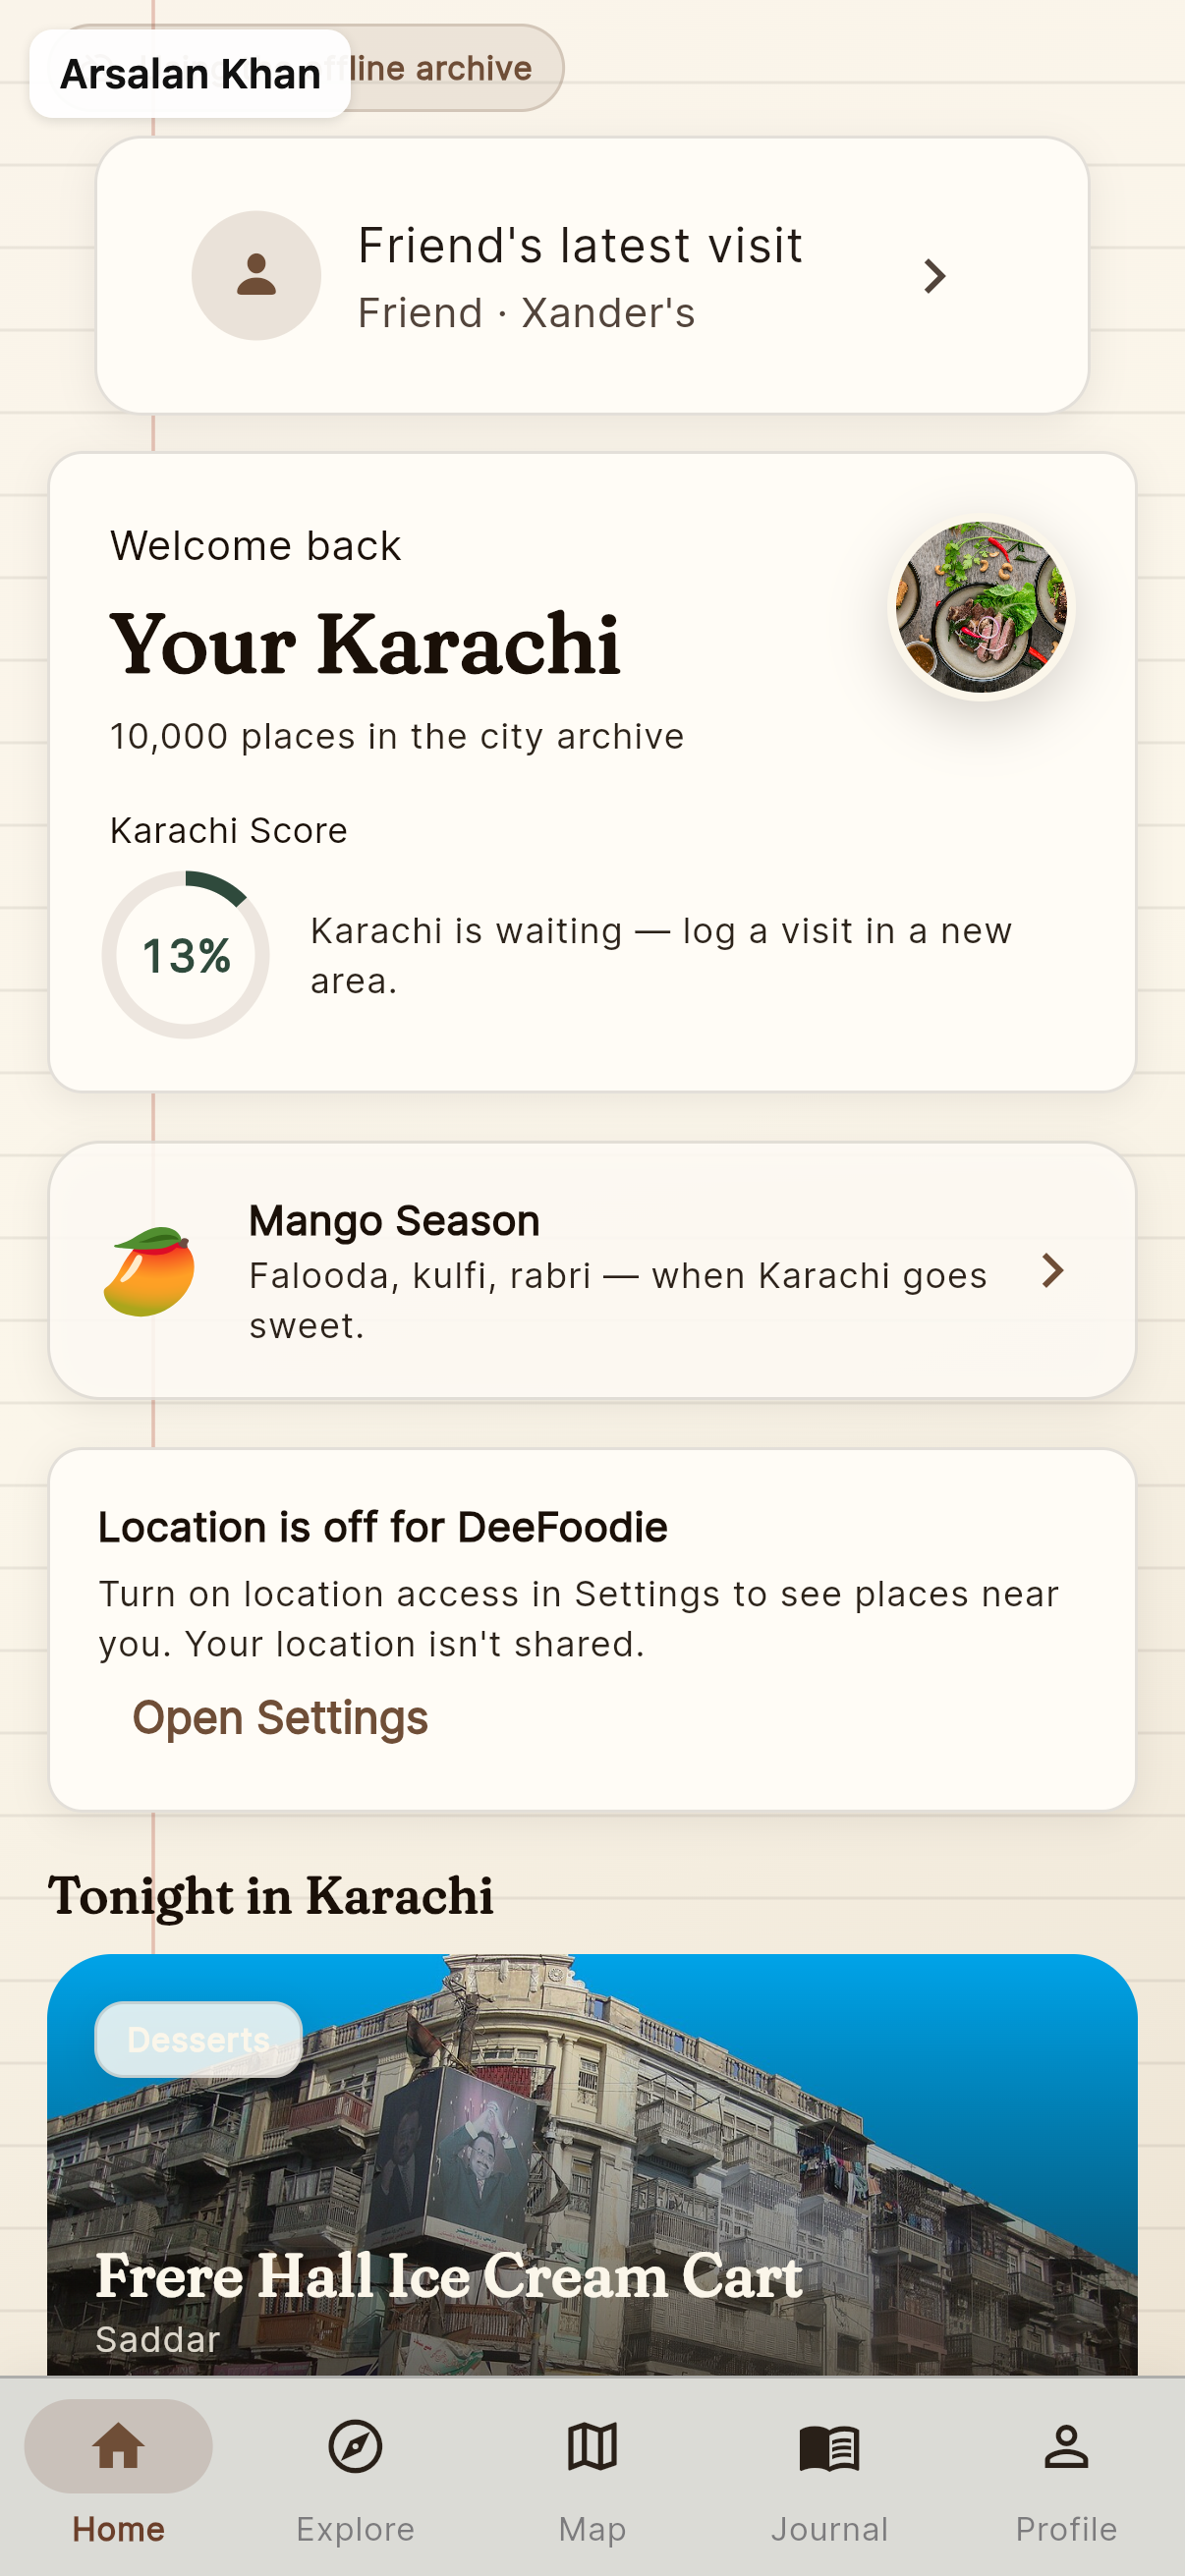 Arsalan Khan
line archive
Friend's latest visit
Friend · Xander's
Welcome back
Your Karachi
10,000 places in the city archive
Karachi Score
13%
Karachi is waiting — log a visit in a new
area.
Mango Season
Falooda, kulfi, rabri — when Karachi goes
sweet.
Location is off for DeeFoodie
Turn on location access in Settings to see places near
you. Your location isn't shared.
Open Settings
Tonight in Karachi
Desserts
Frere Hall Ice Cream Cart
Saddar
Home
Explore
Map
Journal
Profile